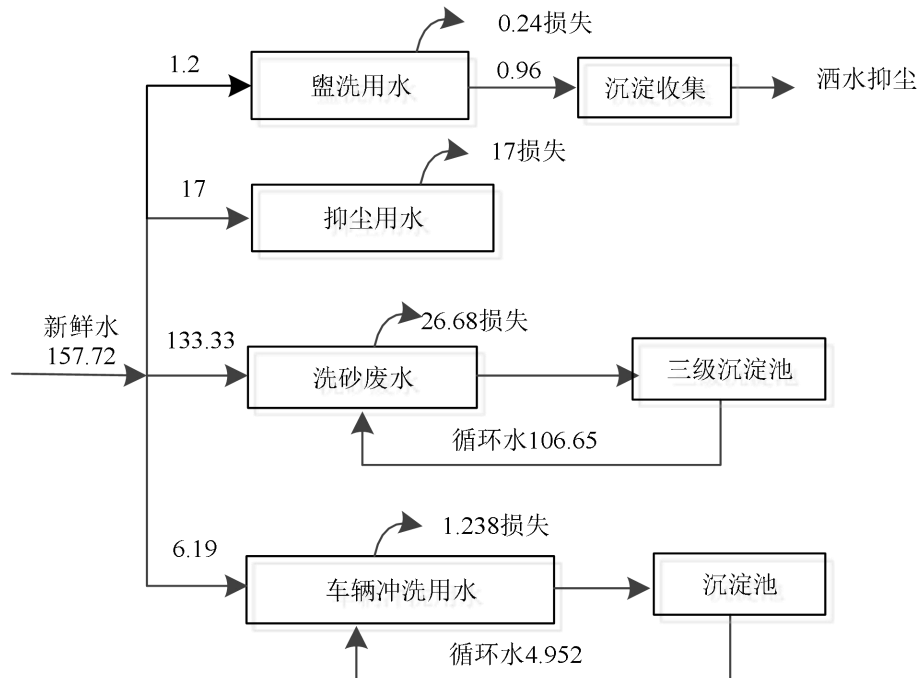 0.24损失
1.2
盥洗用水
0.96
沉淀收集
洒水抑尘
17损失
17
抑尘用水
新鲜水
157.72
133.33
26.68损失
洗砂废水
三级沉淀池
循环水106.65
6.19
1.238损失
车辆冲洗用水
沉淀池
循环水4.952